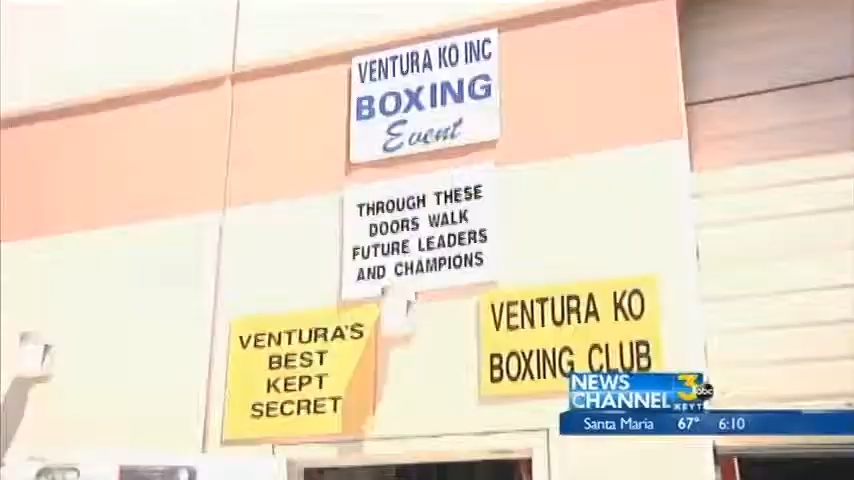 VENTURA KO INC
BOXING
Event
THROUGH THESE
DOORS WALK
FUTURE LEADERS
AND CHAMPIONS
VENTURA'S
BEST
KEPT
SECRET
VENTURA KO
BOXING CLUB
NEWS
CHANNEL 3 abc
KEYT
Santa Maria 67° 6:10